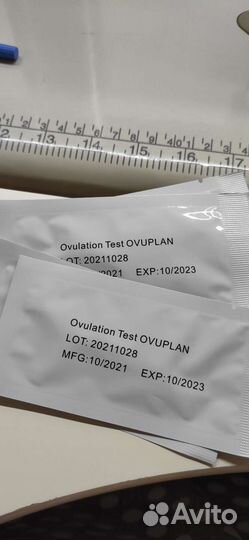 Ovulation Test OVUPLAN
LOT: 20211028
/2021 EXP:10/2023
Ovulation Test OVUPLAN
LOT: 20211028
MFG:10/2021 EXP:10/2023
Avito